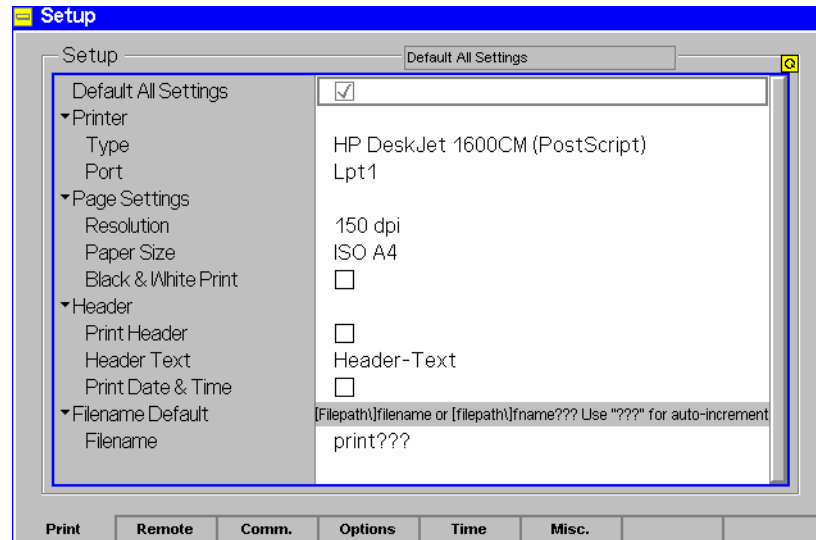 Setup
Setup
Default All Settings
Default All Settings
Printer
Type HP DeskJet 1600CM (PostScript)
Port Lpt1
Page Settings
Resolution 150 dpi
Paper Size ISO A4
Black & White Print
Header
Print Header
Header Text Header-Text
Print Date & Time
Filename Default [Filepath\]filename or [filepath\]fname??? Use "???" for auto-increment
Filename print???
Print Remote Comm. Options Time Misc.